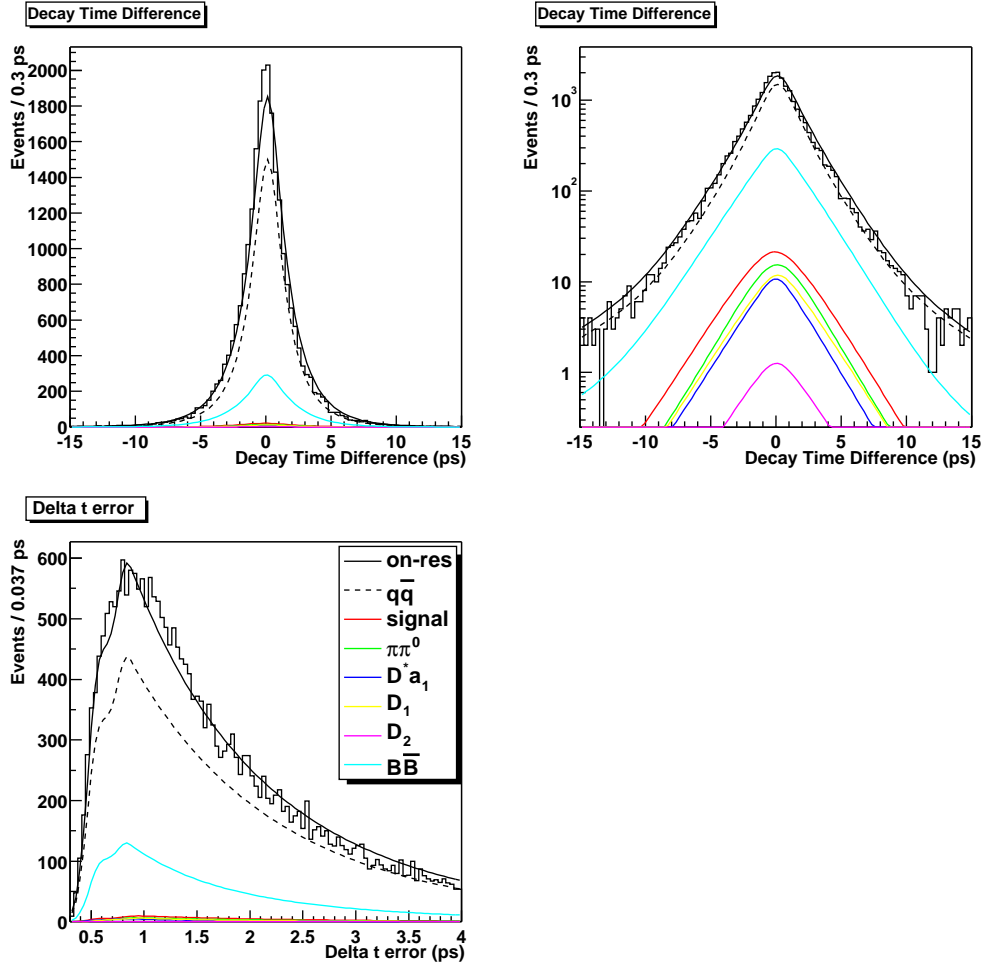 Decay Time Difference
Events / 0.3 ps
2000
1800
1600
1400
1200
1000
800
600
400
200
0
-15 -10 -5 0 5 10 15
Decay Time Difference (ps)
Decay Time Difference
Events / 0.3 ps
10³
10²
10
1
-15 -10 -5 0 5 10 15
Decay Time Difference (ps)
Delta t error
Events / 0.037 ps
600
500
400
300
200
100
0
0.5 1 1.5 2 2.5 3 3.5 4
Delta t error (ps)
on-res
qq̅
signal
ππ⁰
D*a₁
D₁
D₂
BB̅